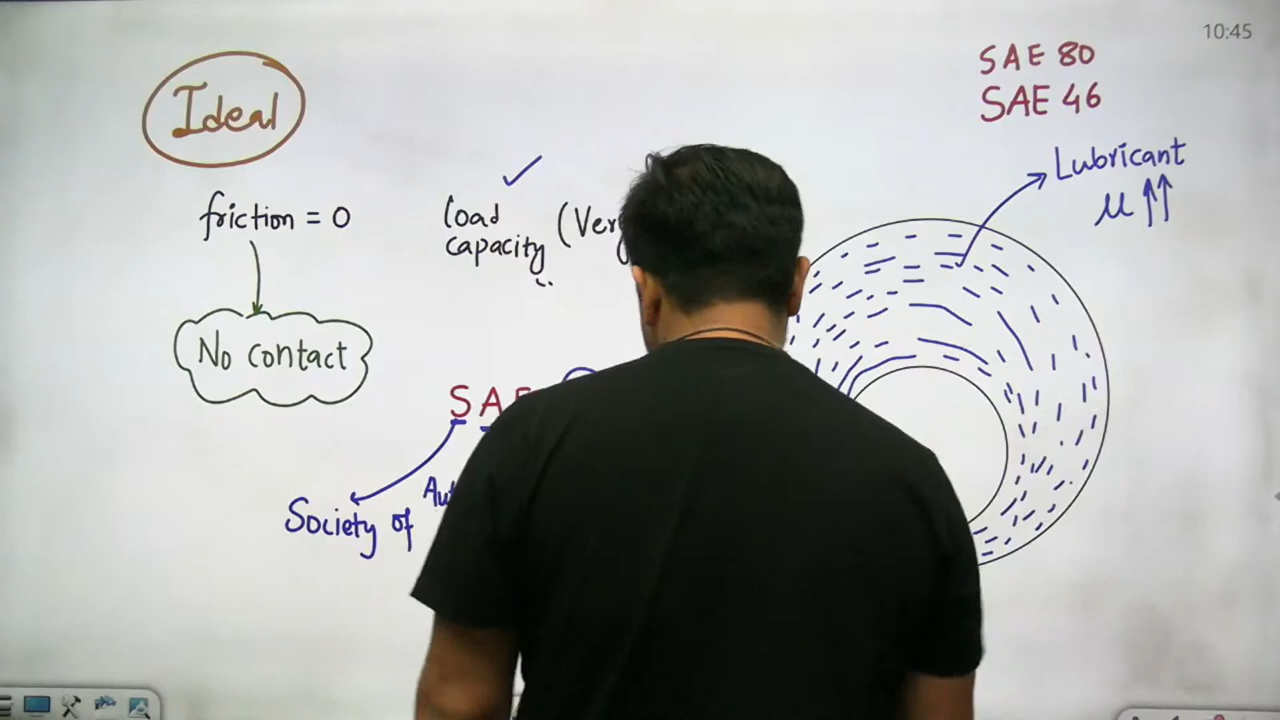 10:45
SAE 80
SAE 46
Ideal
Lubricant
μ ↑↑
friction = 0
load
capacity
No contact
Society of